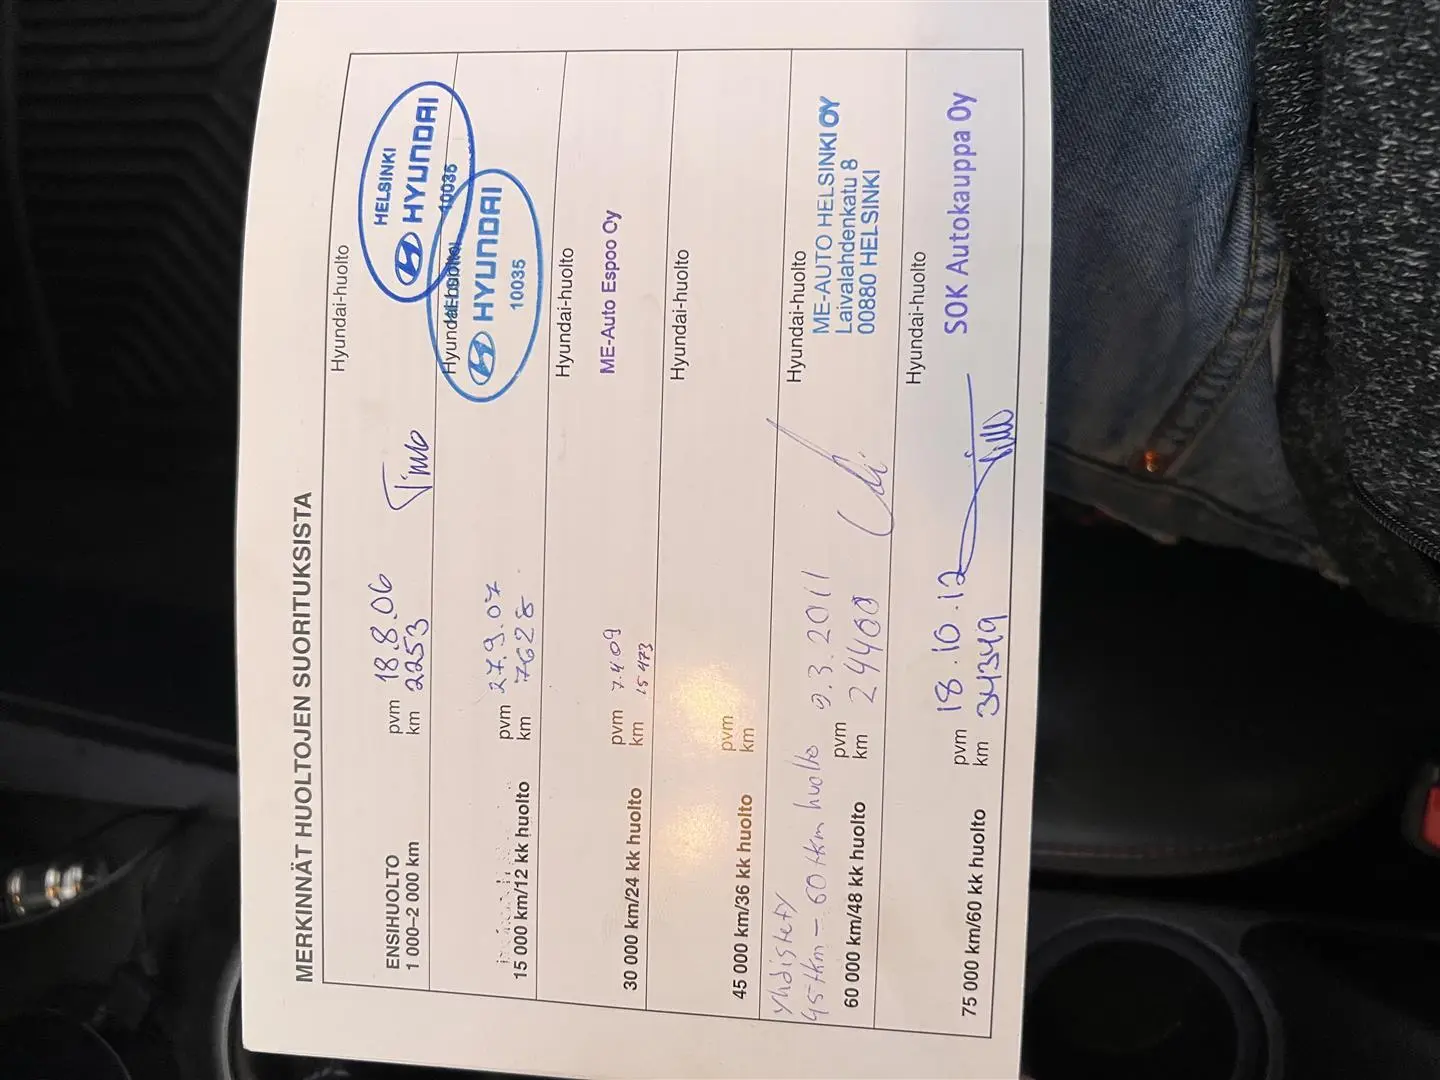 MERKINNÄT HUOLTOJEN SUORITUKSISTA
ENSIHUOLTO
1 000–2 000 km
pvm 18.8.06
km 2253
Timo
Hyundai-huolto
HELSINKI
HYUNDAI
10035
15 000 km/12 kk huolto
pvm 27.9.07
km 7628
Hyundai-huolto
HYUNDAI
10035
30 000 km/24 kk huolto
pvm 7.4.09
km 15 473
Hyundai-huolto
ME-Auto Espoo Oy
45 000 km/36 kk huolto
pvm
km
Hyundai-huolto
Yhdistetty
45 tkm – 60 tkm huolto
60 000 km/48 kk huolto
pvm 9.3.2011
km 24400
Hyundai-huolto
ME-AUTO HELSINKI OY
Laivalahdenkatu 8
00880 HELSINKI
75 000 km/60 kk huolto
pvm 18.10.12
km 34349
Hyundai-huolto
SOK Autokauppa Oy